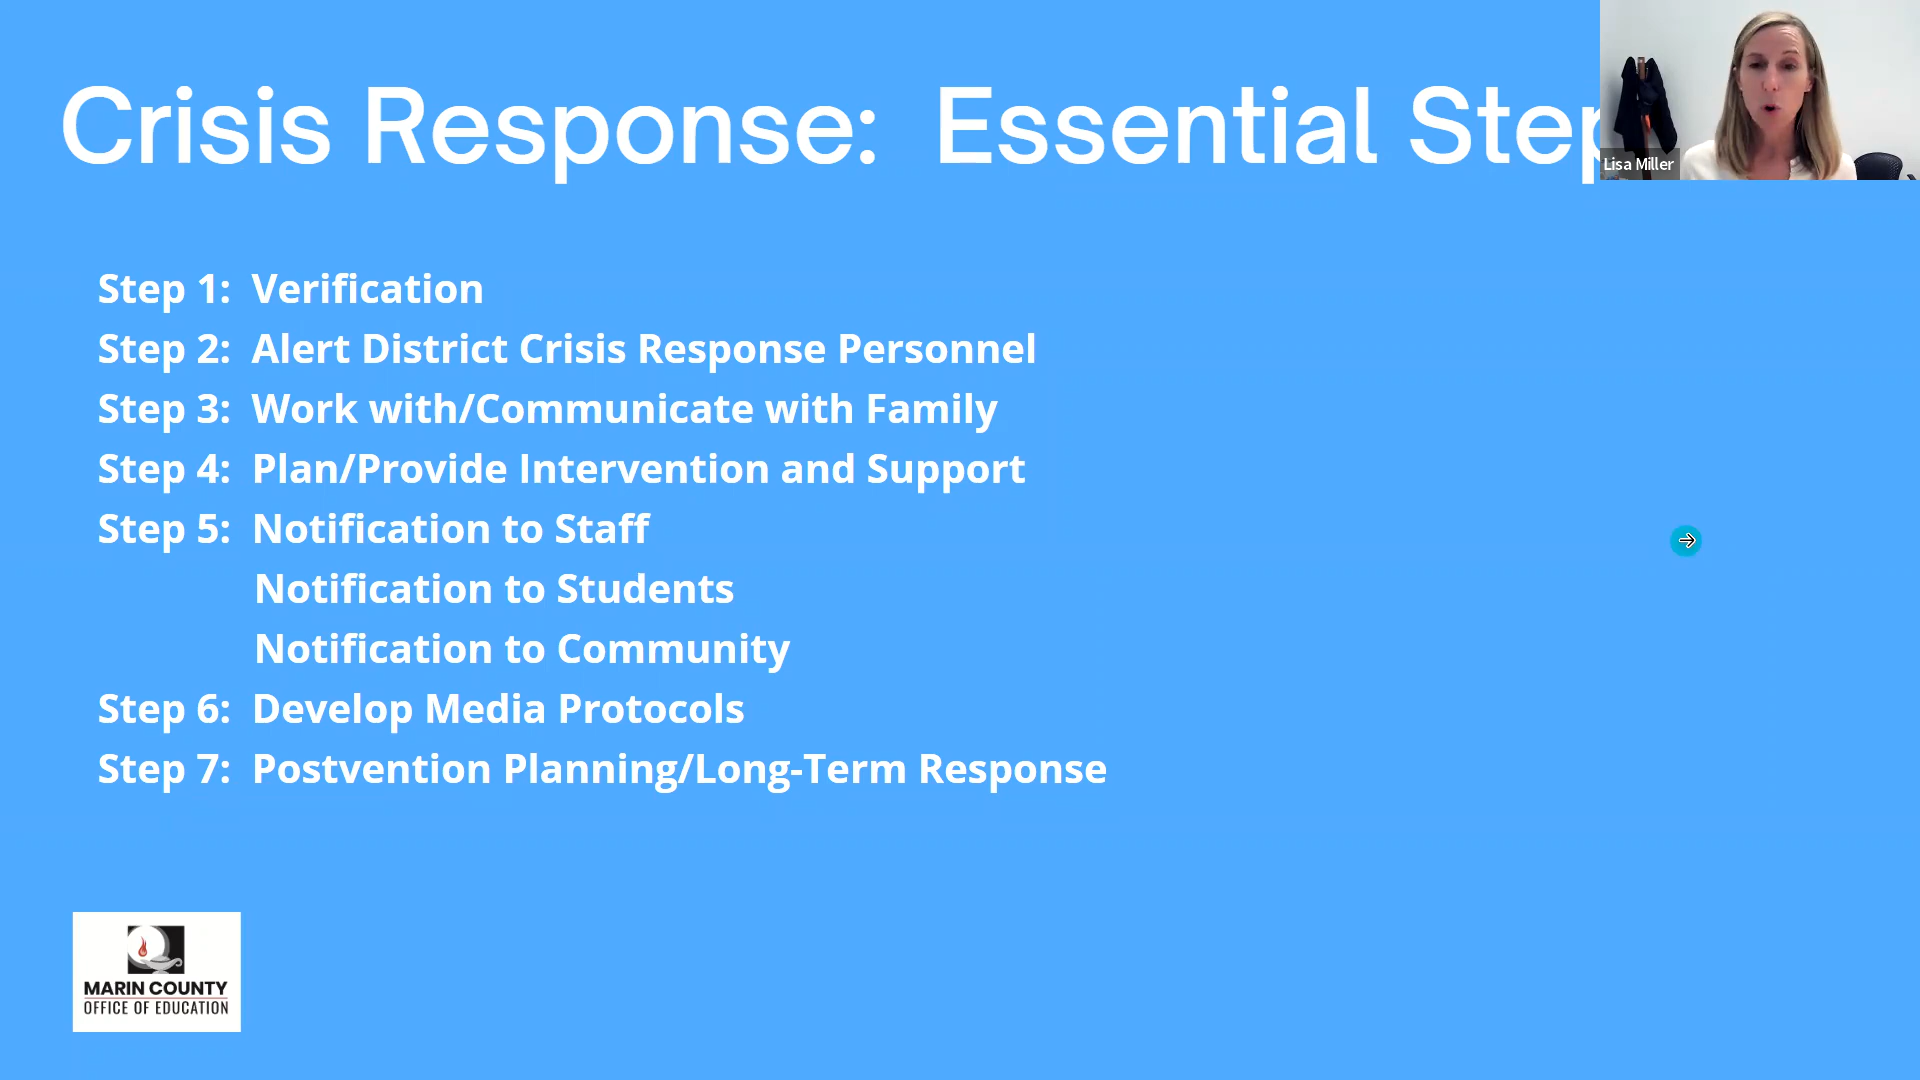 Crisis Response: Essential Step
Lisa Miller
Step 1: Verification
Step 2: Alert District Crisis Response Personnel
Step 3: Work with/Communicate with Family
Step 4: Plan/Provide Intervention and Support
Step 5: Notification to Staff
Notification to Students
Notification to Community
Step 6: Develop Media Protocols
Step 7: Postvention Planning/Long-Term Response
MARIN COUNTY
OFFICE OF EDUCATION